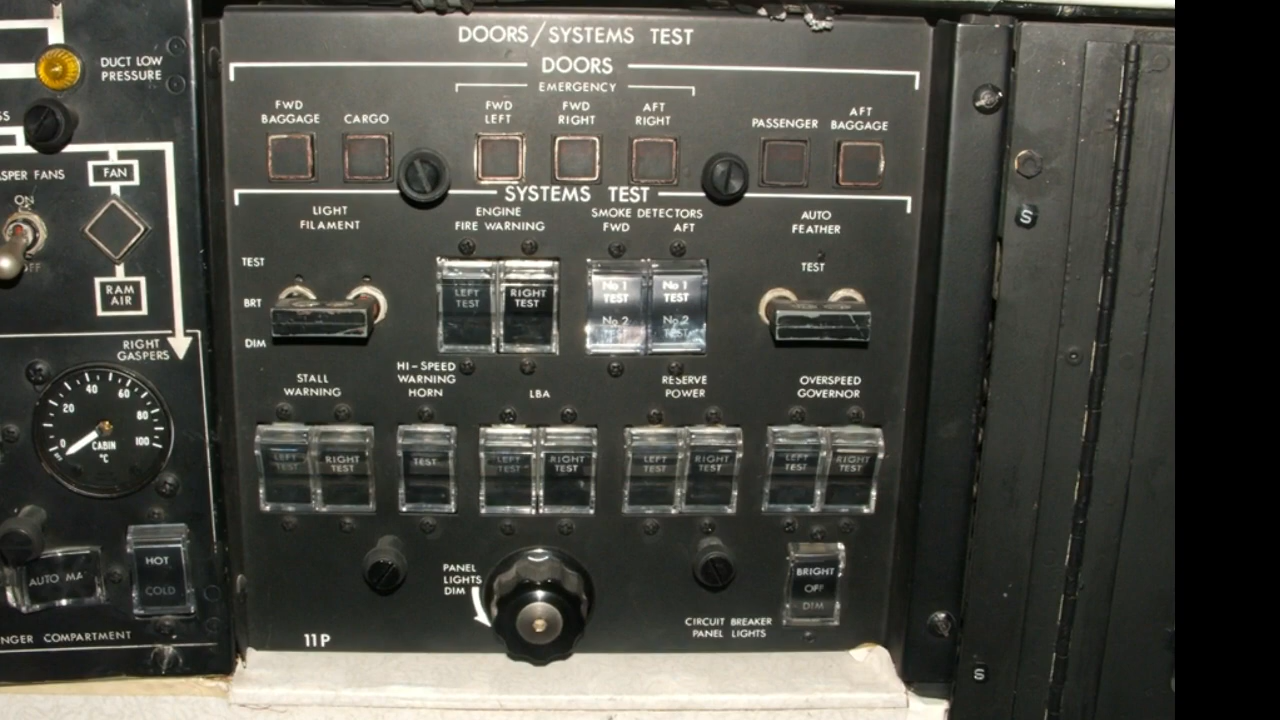 DOORS/SYSTEMS TEST
DOORS
EMERGENCY
FWD BAGGAGE
CARGO
FWD LEFT
FWD RIGHT
AFT RIGHT
PASSENGER
AFT BAGGAGE
SYSTEMS TEST
LIGHT FILAMENT
TEST
BRT
DIM
ENGINE FIRE WARNING
LEFT TEST
RIGHT TEST
SMOKE DETECTORS
FWD AFT
No 1 TEST
No 2 TEST
No 1 TEST
No 2 TEST
AUTO FEATHER
TEST
STALL WARNING
LEFT TEST
RIGHT TEST
HI-SPEED WARNING HORN
TEST
LBA
LEFT TEST
RIGHT TEST
RESERVE POWER
LEFT TEST
RIGHT TEST
OVERSPEED GOVERNOR
LEFT TEST
RIGHT TEST
PANEL LIGHTS DIM
CIRCUIT BREAKER PANEL LIGHTS
BRIGHT
OFF
DIM
11P
DUCT LOW PRESSURE
SS
ASPER FANS
ON
OFF
FAN
RAM AIR
RIGHT GASPERS
0 20 40 60 80 100
CABIN °C
AUTO MA
HOT
COLD
NGER COMPARTMENT
S
S